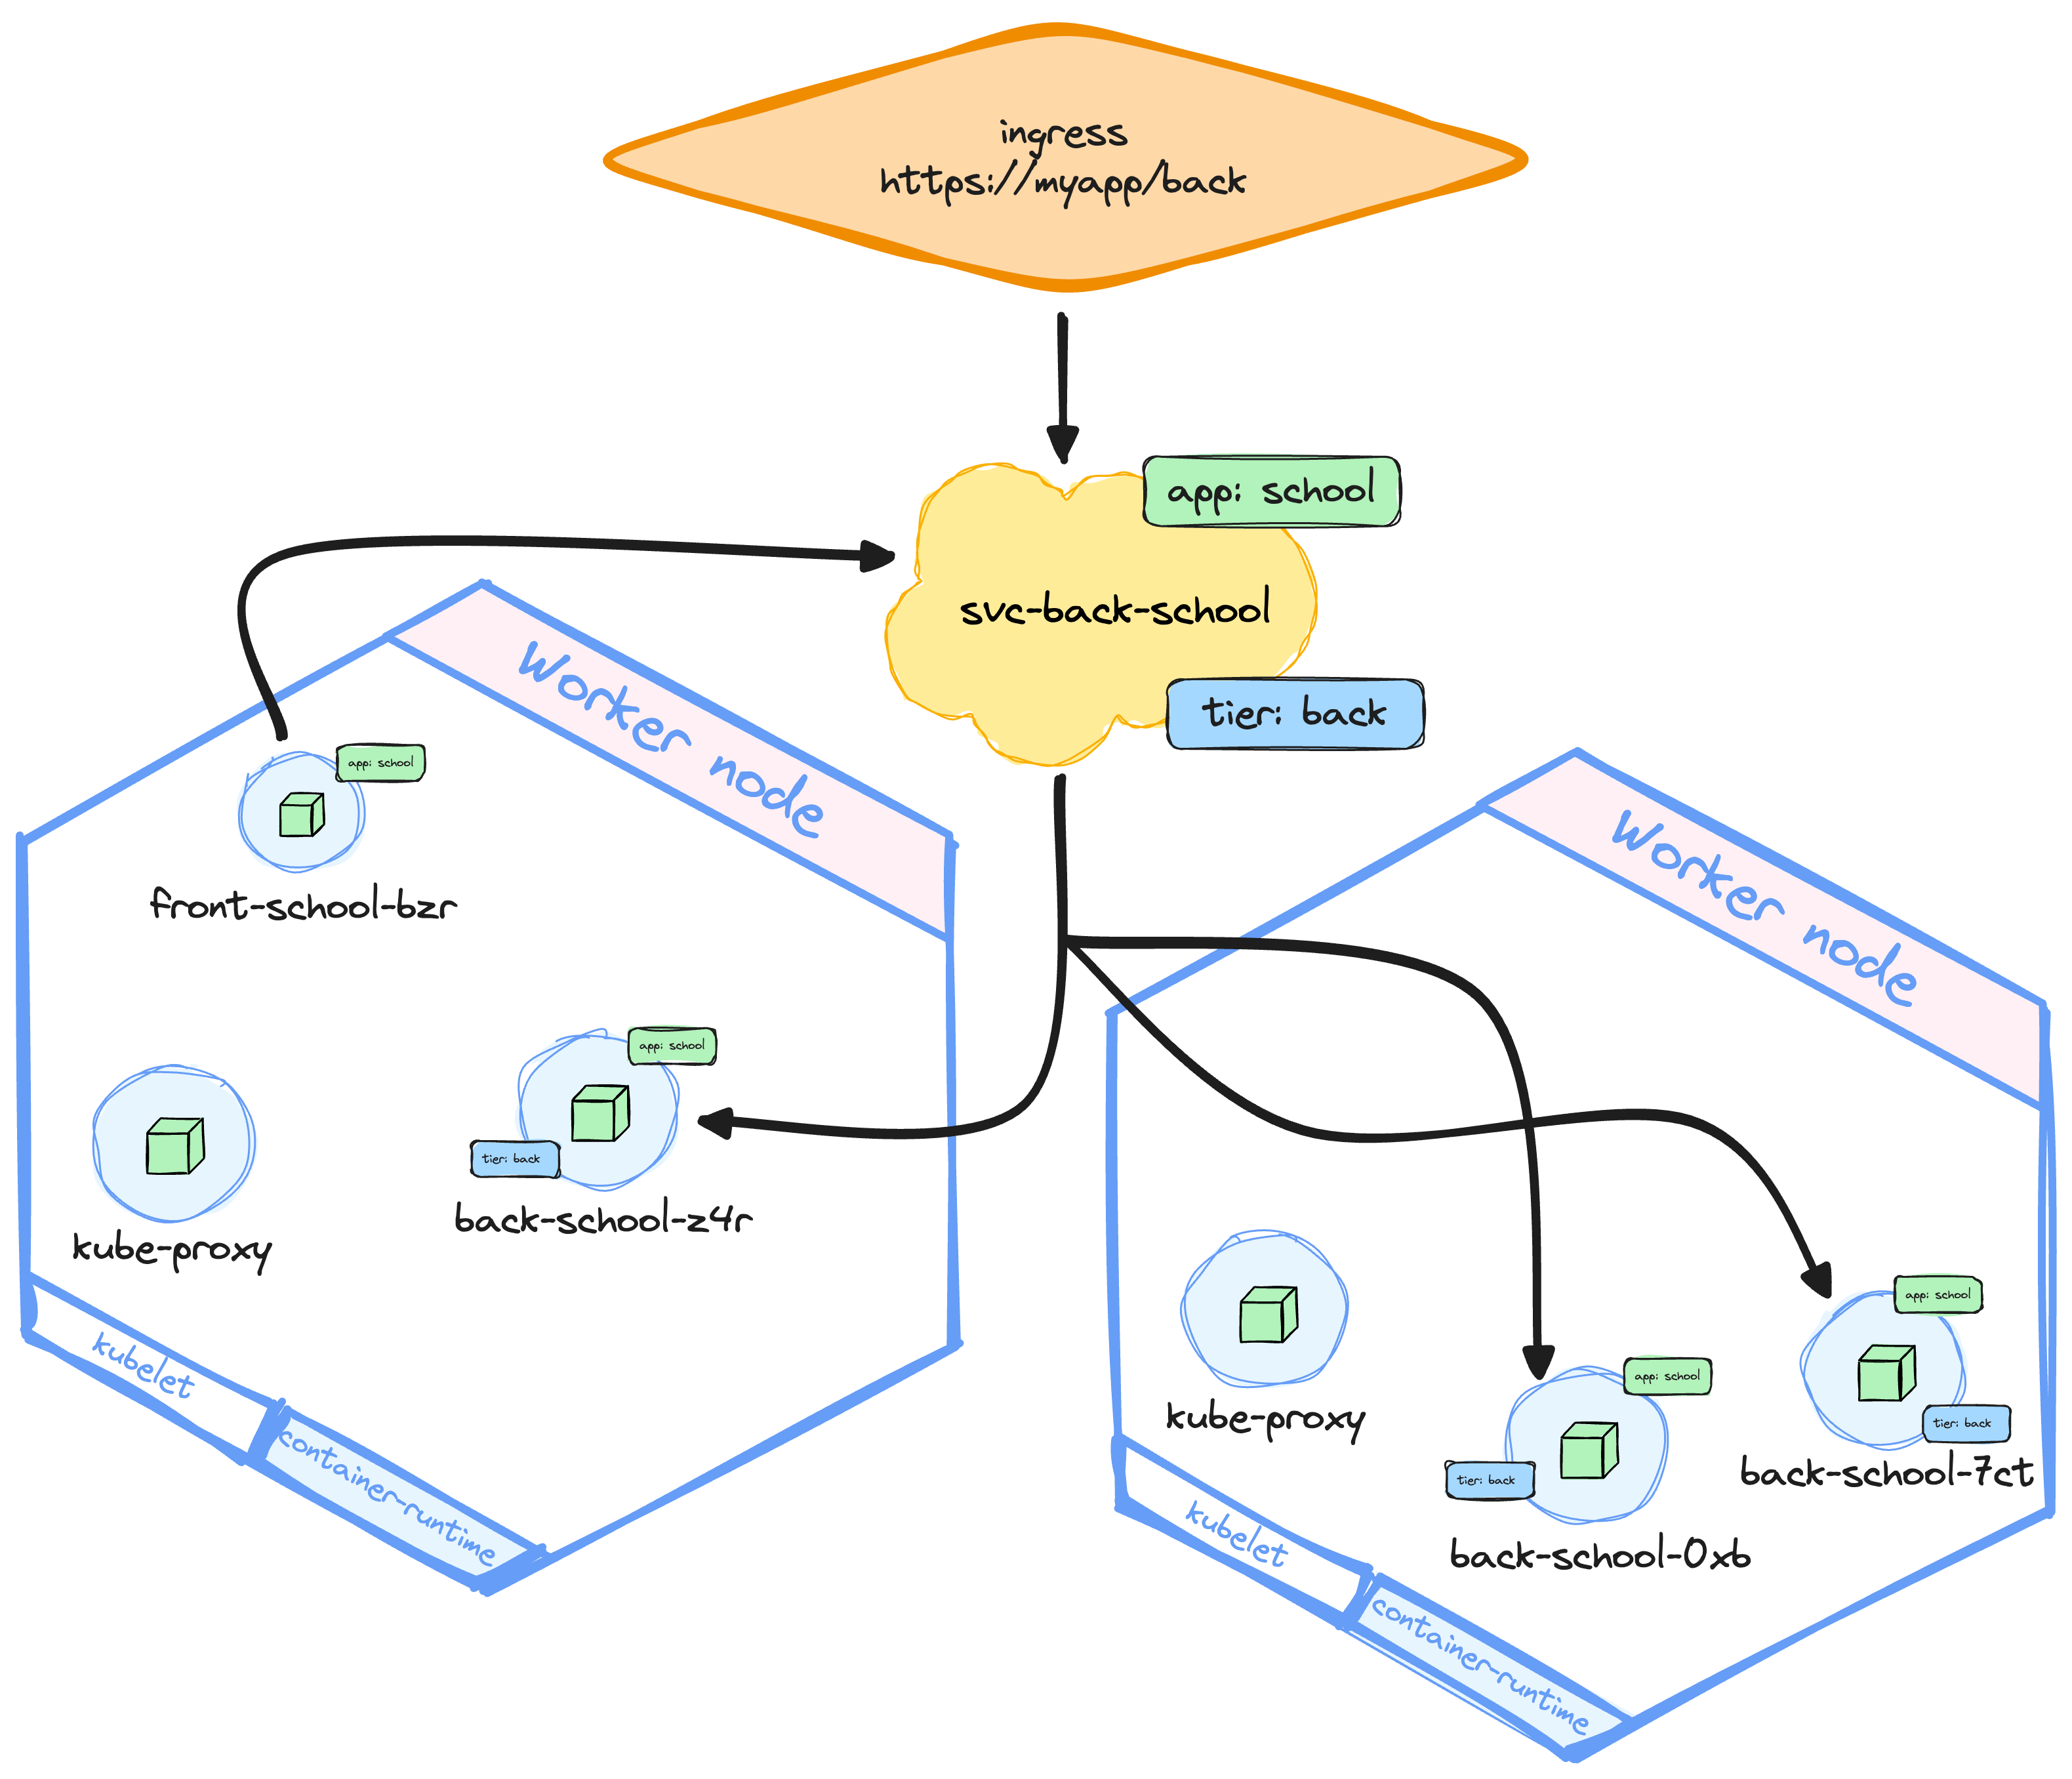 ingress
https://myapp/back
app: school
svc-back-school
tier: back
Worker node
app: school
front-school-bzr
app: school
tier: back
back-school-z4r
kube-proxy
kubelet
container-runtime
Worker node
kube-proxy
app: school
tier: back
back-school-7ct
app: school
tier: back
back-school-0xb
kubelet
container-runtime